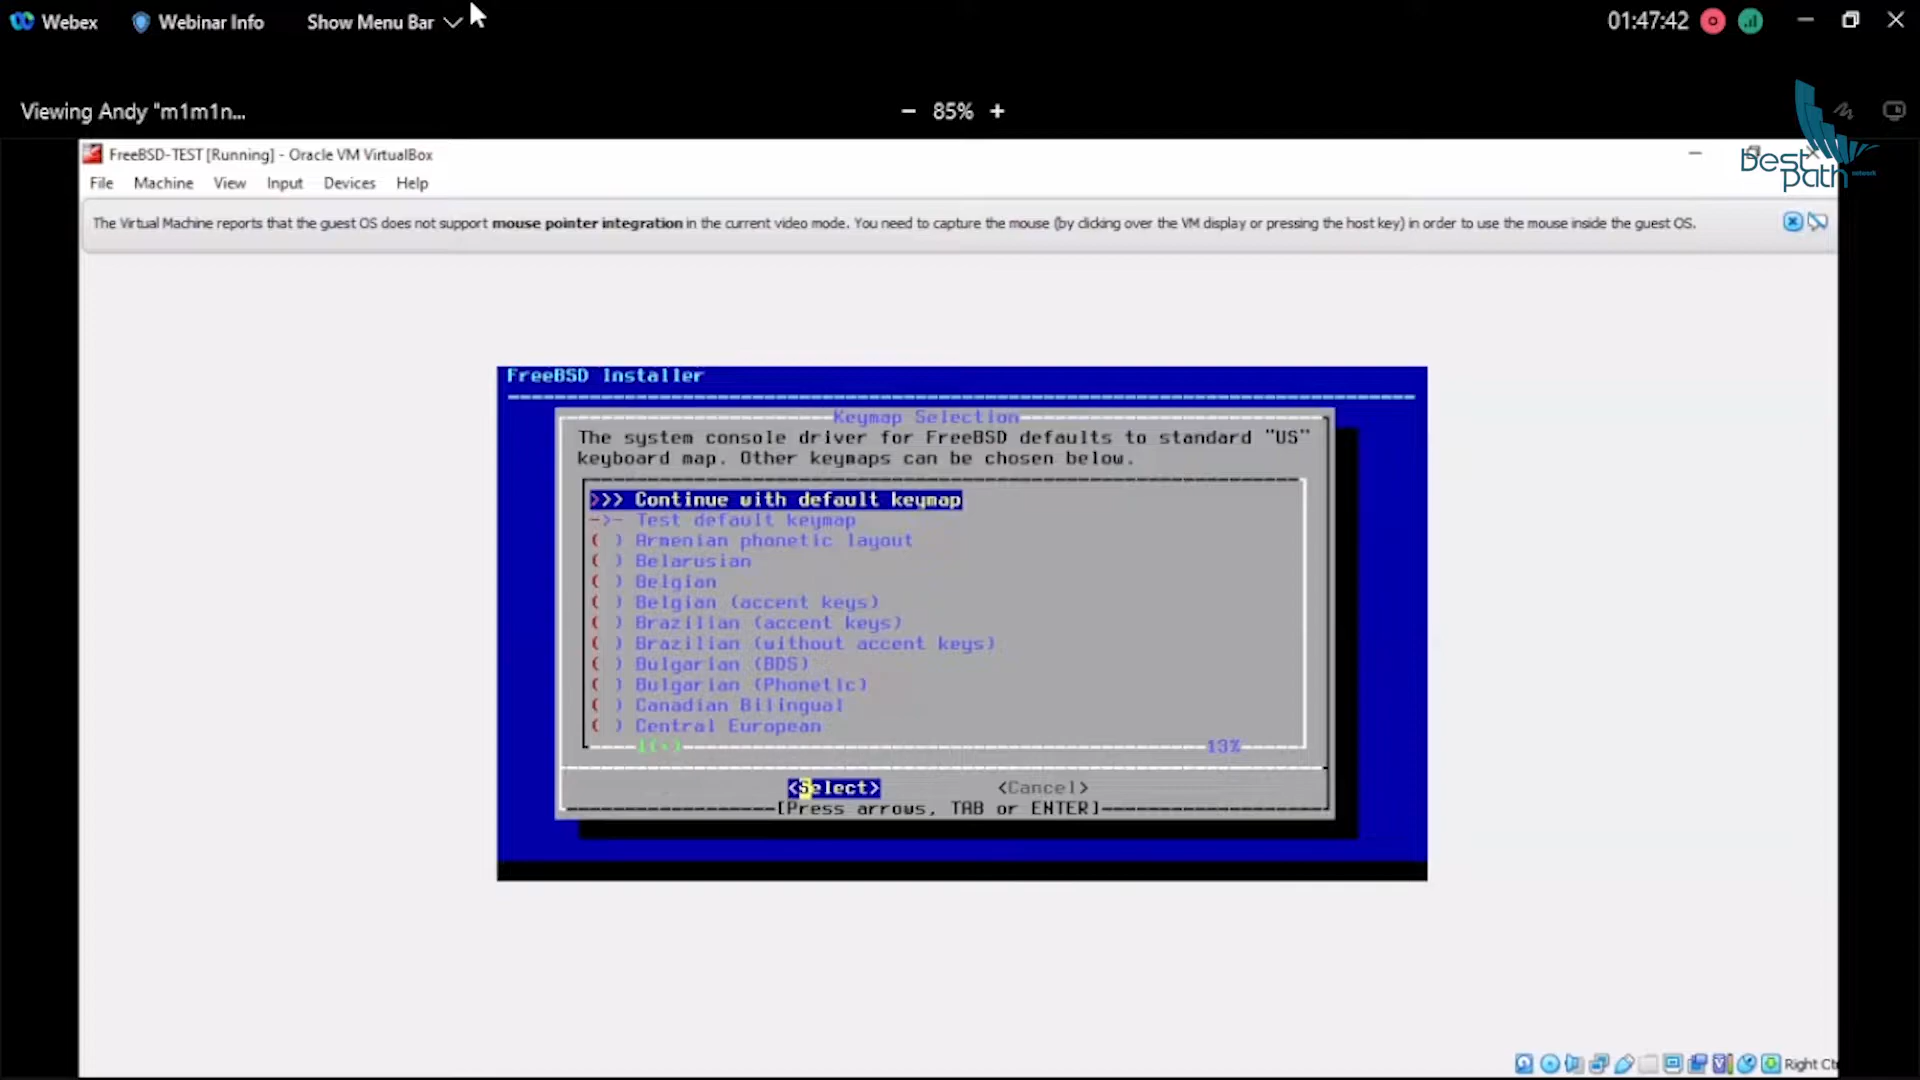 Webex
Webinar Info
Show Menu Bar
01:47:42
Viewing Andy "m1m1n...
− 85% +
best path network
FreeBSD-TEST [Running] - Oracle VM VirtualBox
File Machine View Input Devices Help
The Virtual Machine reports that the guest OS does not support mouse pointer integration in the current video mode. You need to capture the mouse (by clicking over the VM display or pressing the host key) in order to use the mouse inside the guest OS.
FreeBSD Installer
Keymap Selection
The system console driver for FreeBSD defaults to standard "US"
keyboard map. Other keymaps can be chosen below.
>>> Continue with default keymap
->- Test default keymap
( ) Armenian phonetic layout
( ) Belarusian
( ) Belgian
( ) Belgian (accent keys)
( ) Brazilian (accent keys)
( ) Brazilian (without accent keys)
( ) Bulgarian (BDS)
( ) Bulgarian (Phonetic)
( ) Canadian Bilingual
( ) Central European
13%
<Select> <Cancel>
[Press arrows, TAB or ENTER]
Right